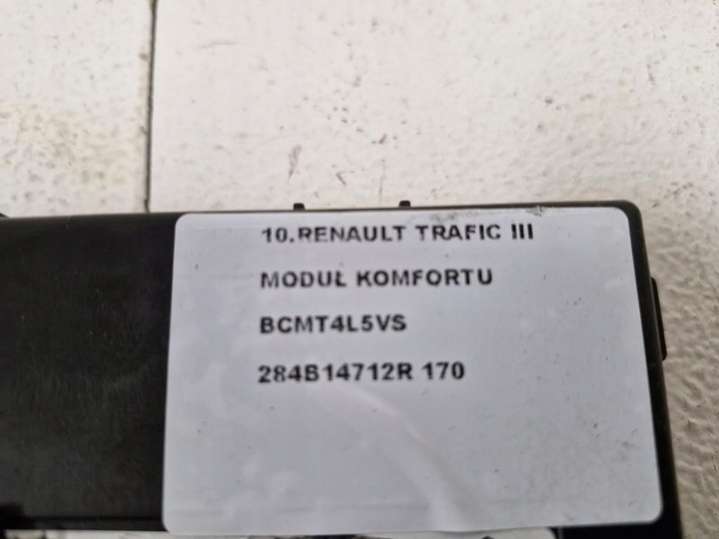 10.RENAULT TRAFIC III
MODUŁ KOMFORTU
BCMT4L5VS
284B14712R 170